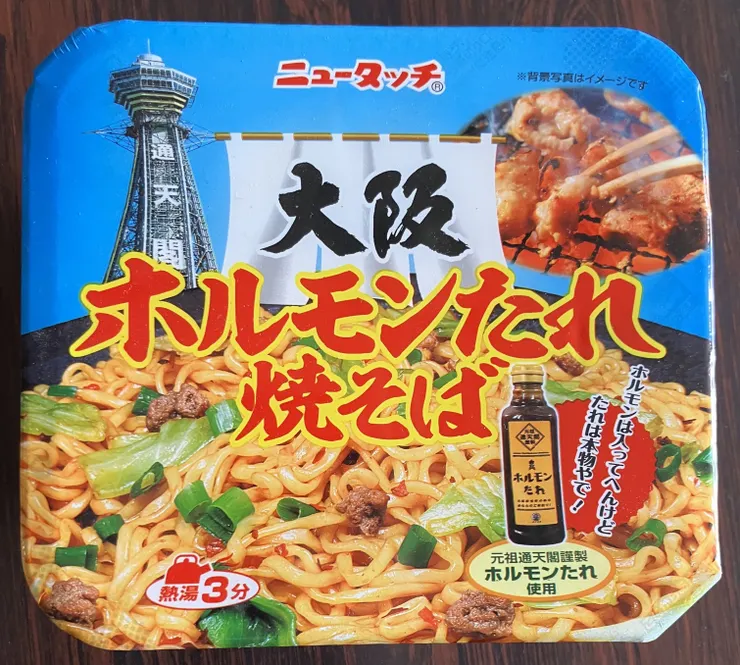 ニュータッチ®
※背景写真はイメージです
通天閣
大阪
ホルモンたれ
焼そば
ホルモンは入ってへんけど
たれは本物やで!
ホルモン
たれ
元祖通天閣謹製
ホルモンたれ
使用
熱湯3分